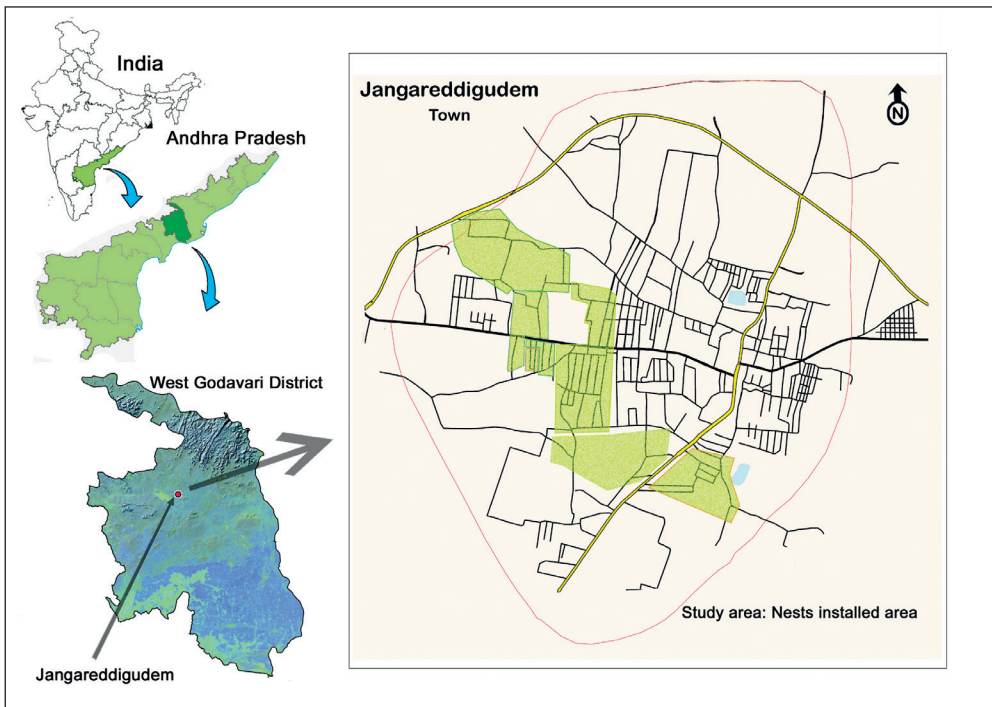 India
Andhra Pradesh
West Godavari District
Jangareddigudem
Jangareddigudem
Town
N
Study area: Nests installed area